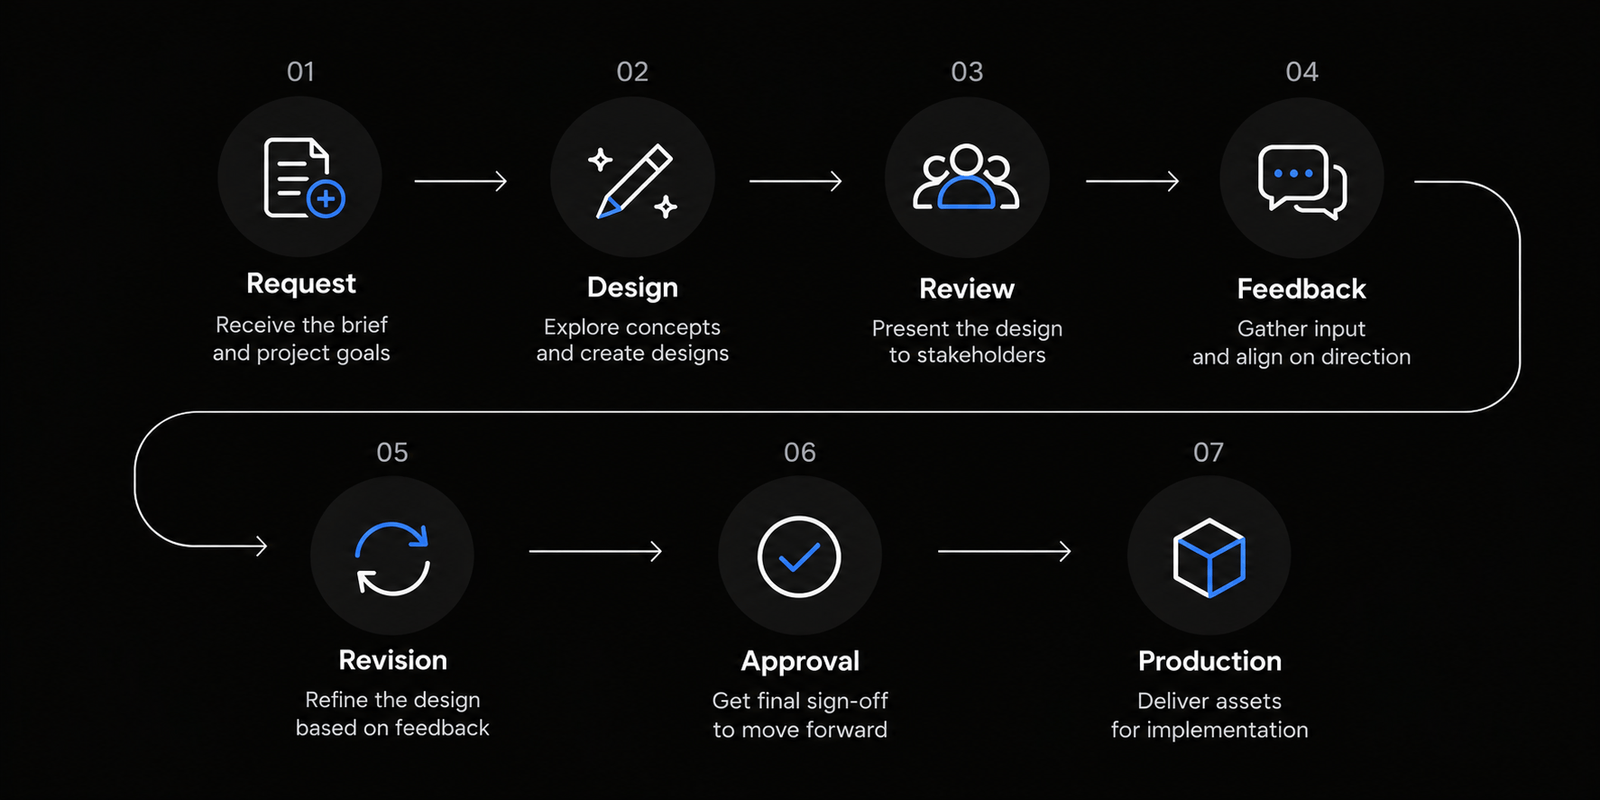 01
Request
Receive the brief
and project goals
02
Design
Explore concepts
and create designs
03
Review
Present the design
to stakeholders
04
Feedback
Gather input
and align on direction
05
Revision
Refine the design
based on feedback
06
Approval
Get final sign-off
to move forward
07
Production
Deliver assets
for implementation